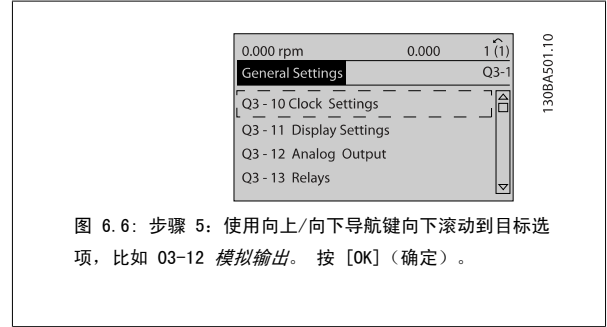 0.000 rpm 0.000 1 (1)
General Settings Q3-1
Q3 - 10 Clock Settings
Q3 - 11 Display Settings
Q3 - 12 Analog Output
Q3 - 13 Relays
130BA501.10
图 6.6: 步骤 5: 使用向上/向下导航键向下滚动到目标选
项, 比如 03-12 模拟输出。 按 [OK] (确定)。